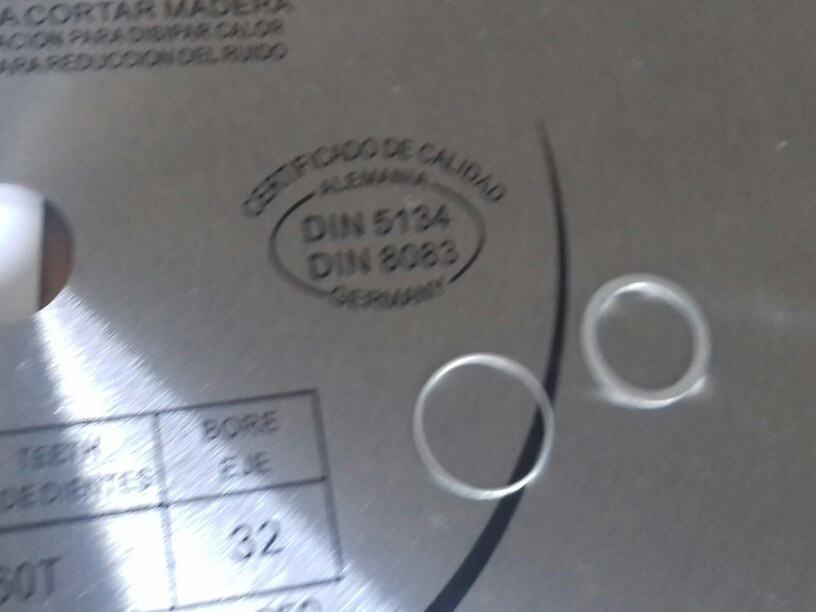 A CORTAR MADERA
ACION PARA DISIPAR CALOR
ARA REDUCCION DEL RUIDO
CERTIFICADO DE CALIDAD
ALEMANIA
DIN 5134
DIN 8083
GERMANY
TEETH
DE DIENTES
BORE
EJE
32